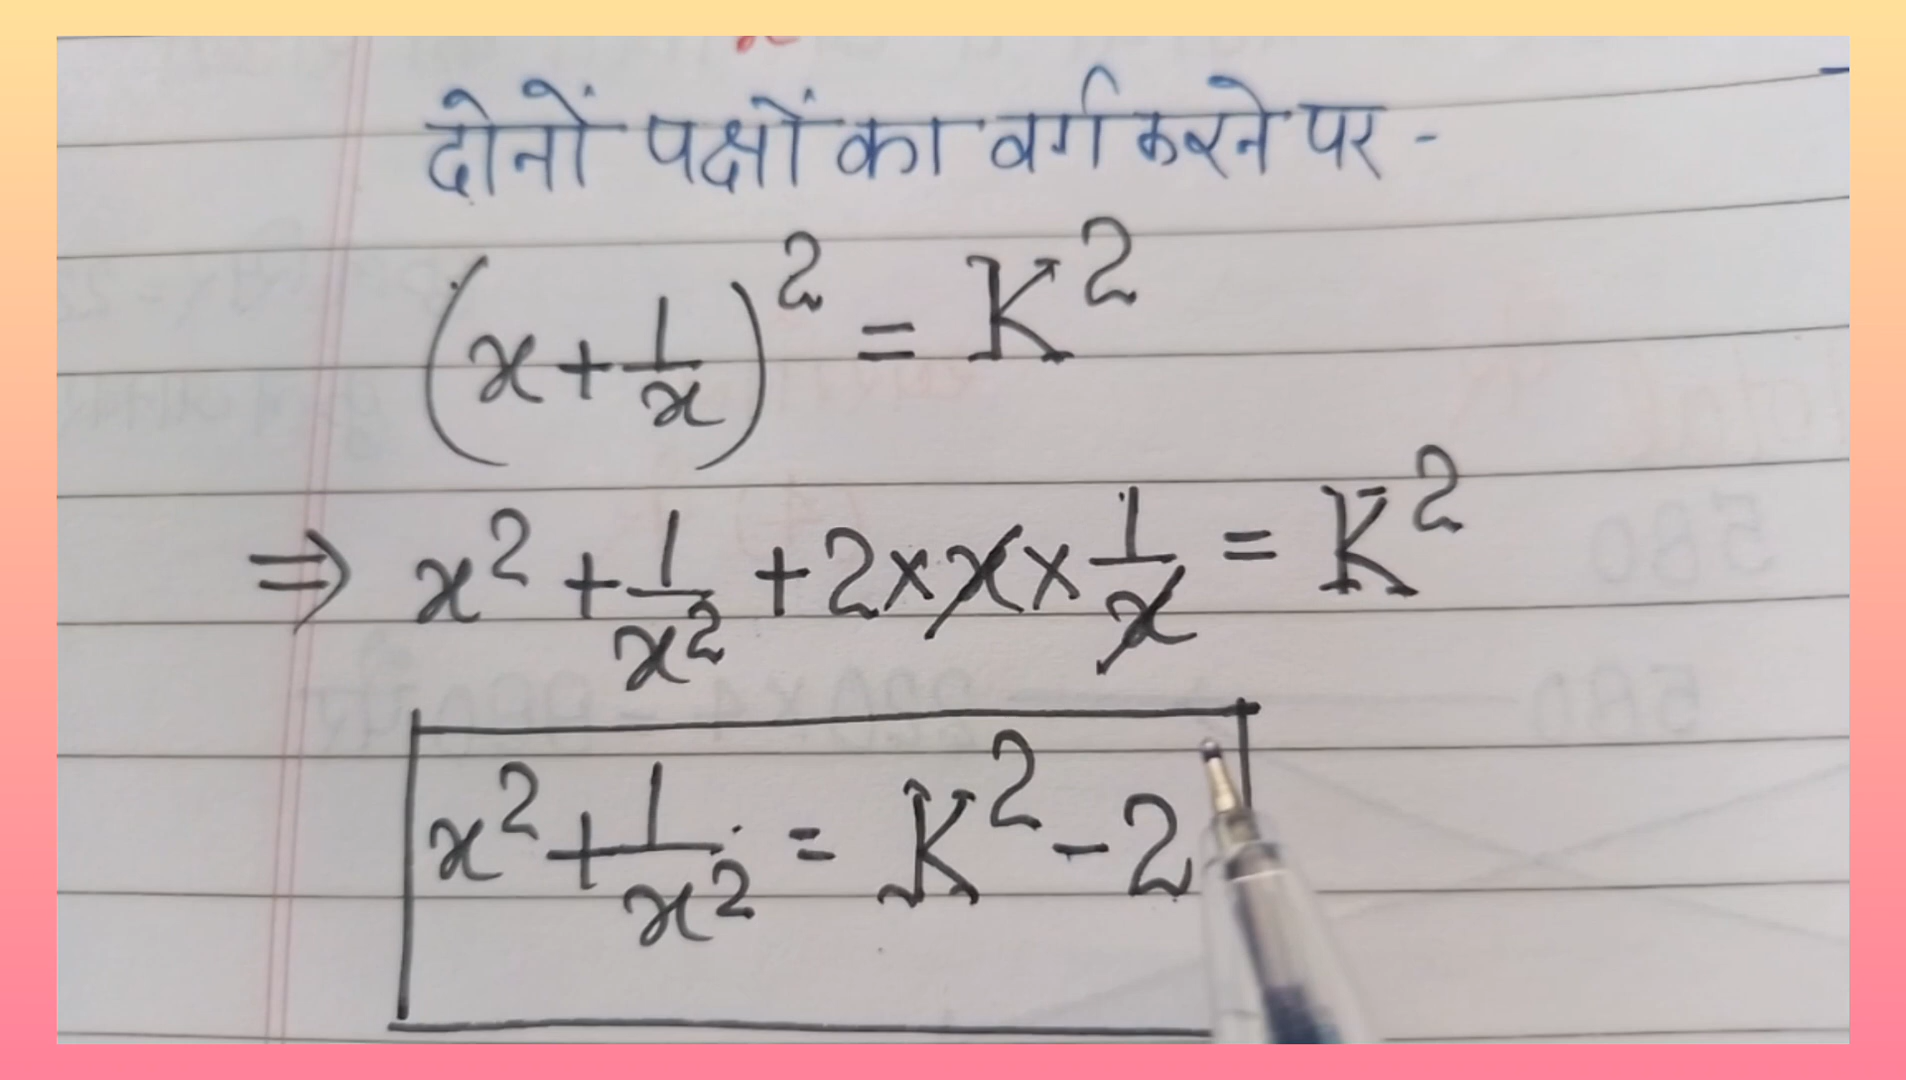 दोनों पक्षों का वर्ग करने पर -
(x + 1/x)² = K²
⇒ x² + 1/x² + 2 × x × 1/x = K²
x² + 1/x² = K² - 2